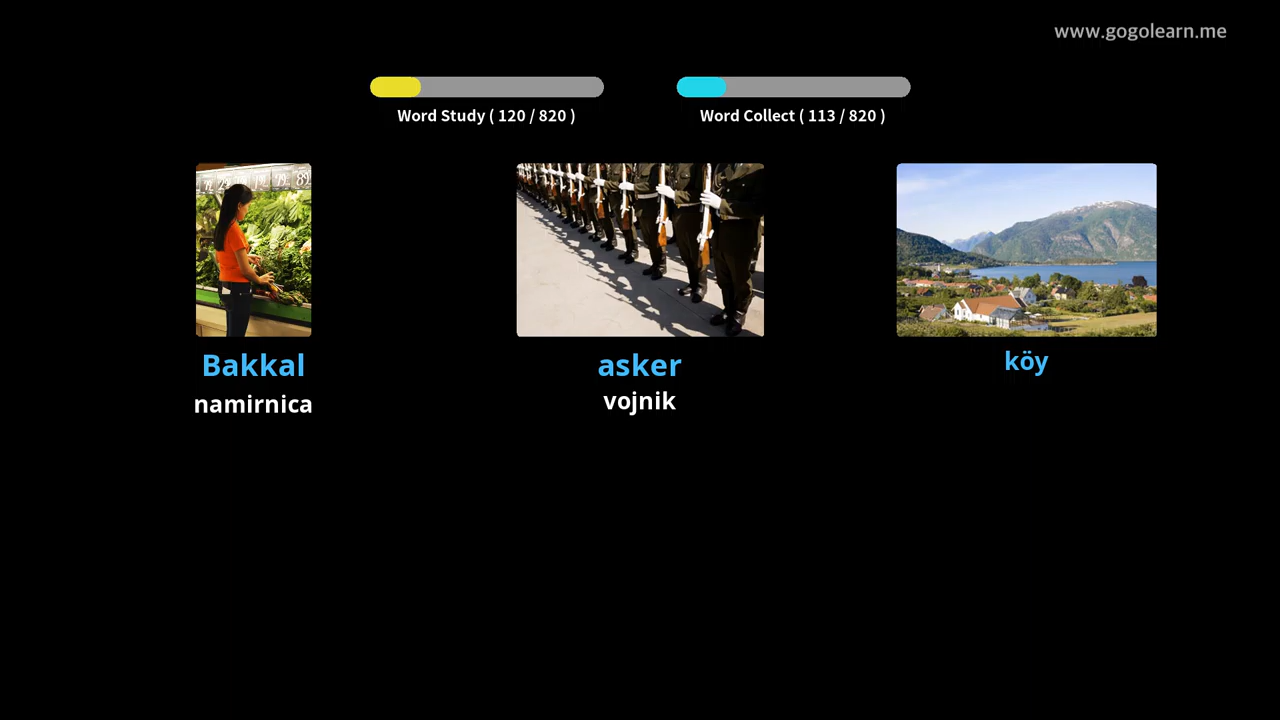 www.gogolearn.me
Word Study ( 120 / 820 )
Word Collect ( 113 / 820 )
Bakkal
namirnica
asker
vojnik
köy